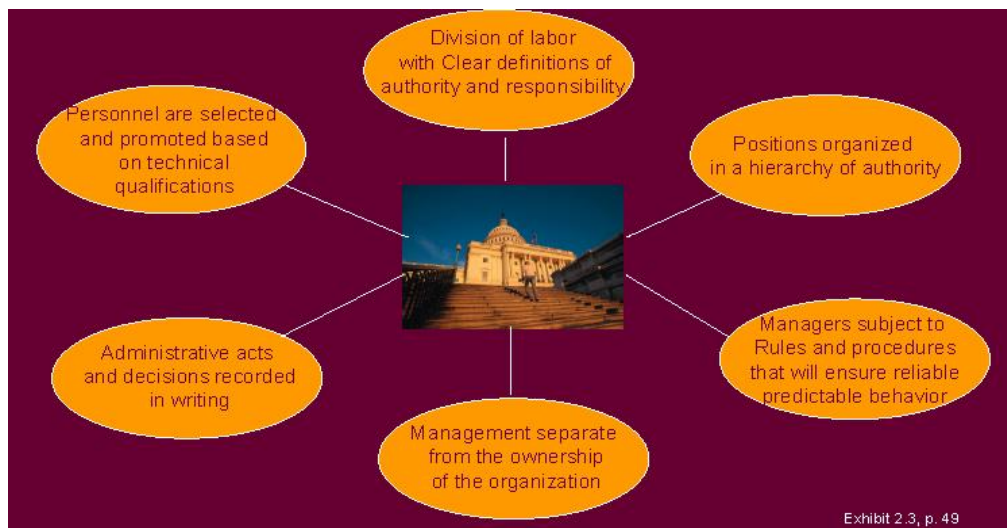 Division of labor
with Clear definitions of
authority and responsibility
Personnel are selected
and promoted based
on technical
qualifications
Positions organized
in a hierarchy of authority
Administrative acts
and decisions recorded
in writing
Managers subject to
Rules and procedures
that will ensure reliable
predictable behavior
Management separate
from the ownership
of the organization
Exhibit 2.3, p. 49